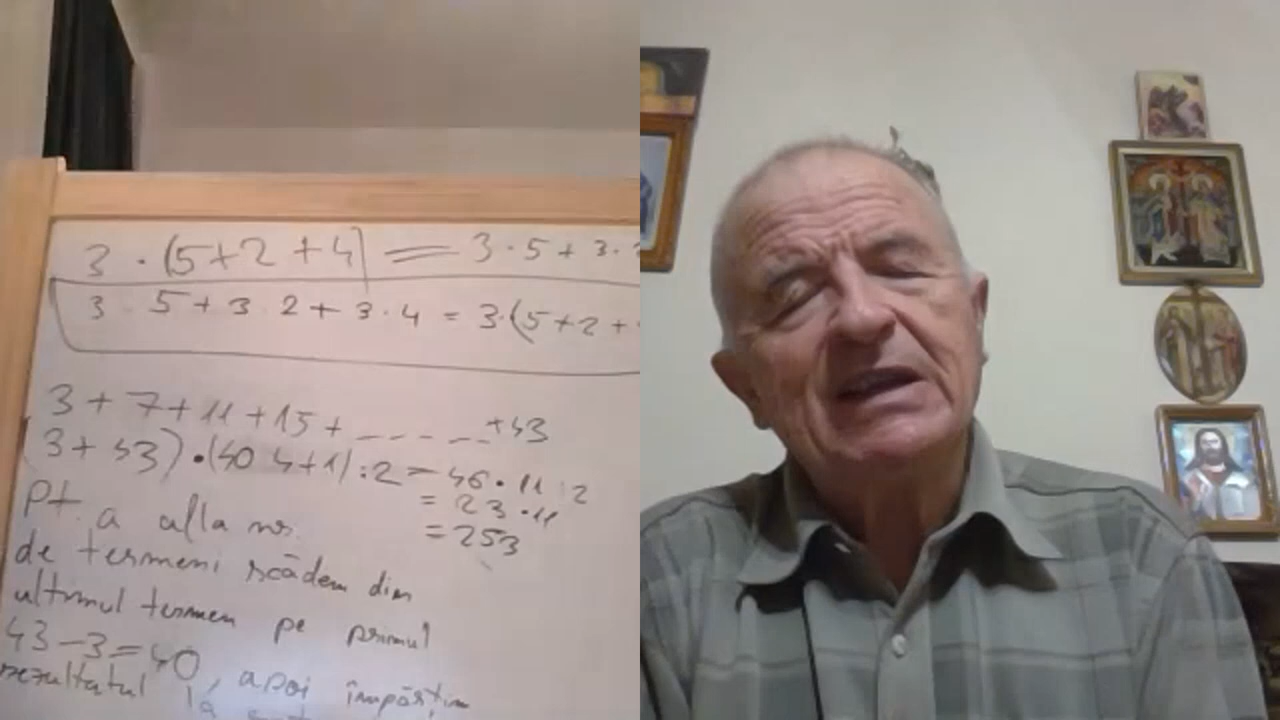 3 · (5+2+4) = 3·5+3·
3 · 5 + 3 · 2 + 3 · 4 = 3·(5+2+
3 + 7 + 11 + 15 + _ _ _ _ _ +43
3 + 43) · (40 4+1) : 2 = 46 · 11 : 2
= 23 · 11
= 253
pt. a alla nr.
de termeni scădem din
ultimul termen pe primul
43 - 3 = 40, apoi împărțim
rezultatul la